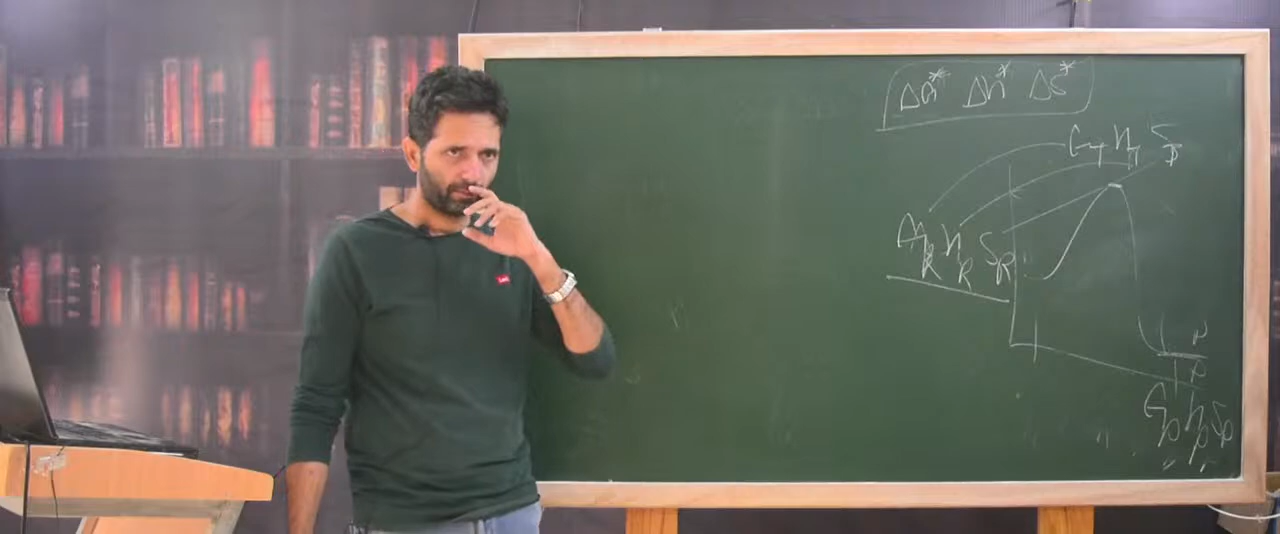 ΔG* ΔH* ΔS*
G_T H_T S_T
G_R H_R S_R
P
P
G_P H_P S_P